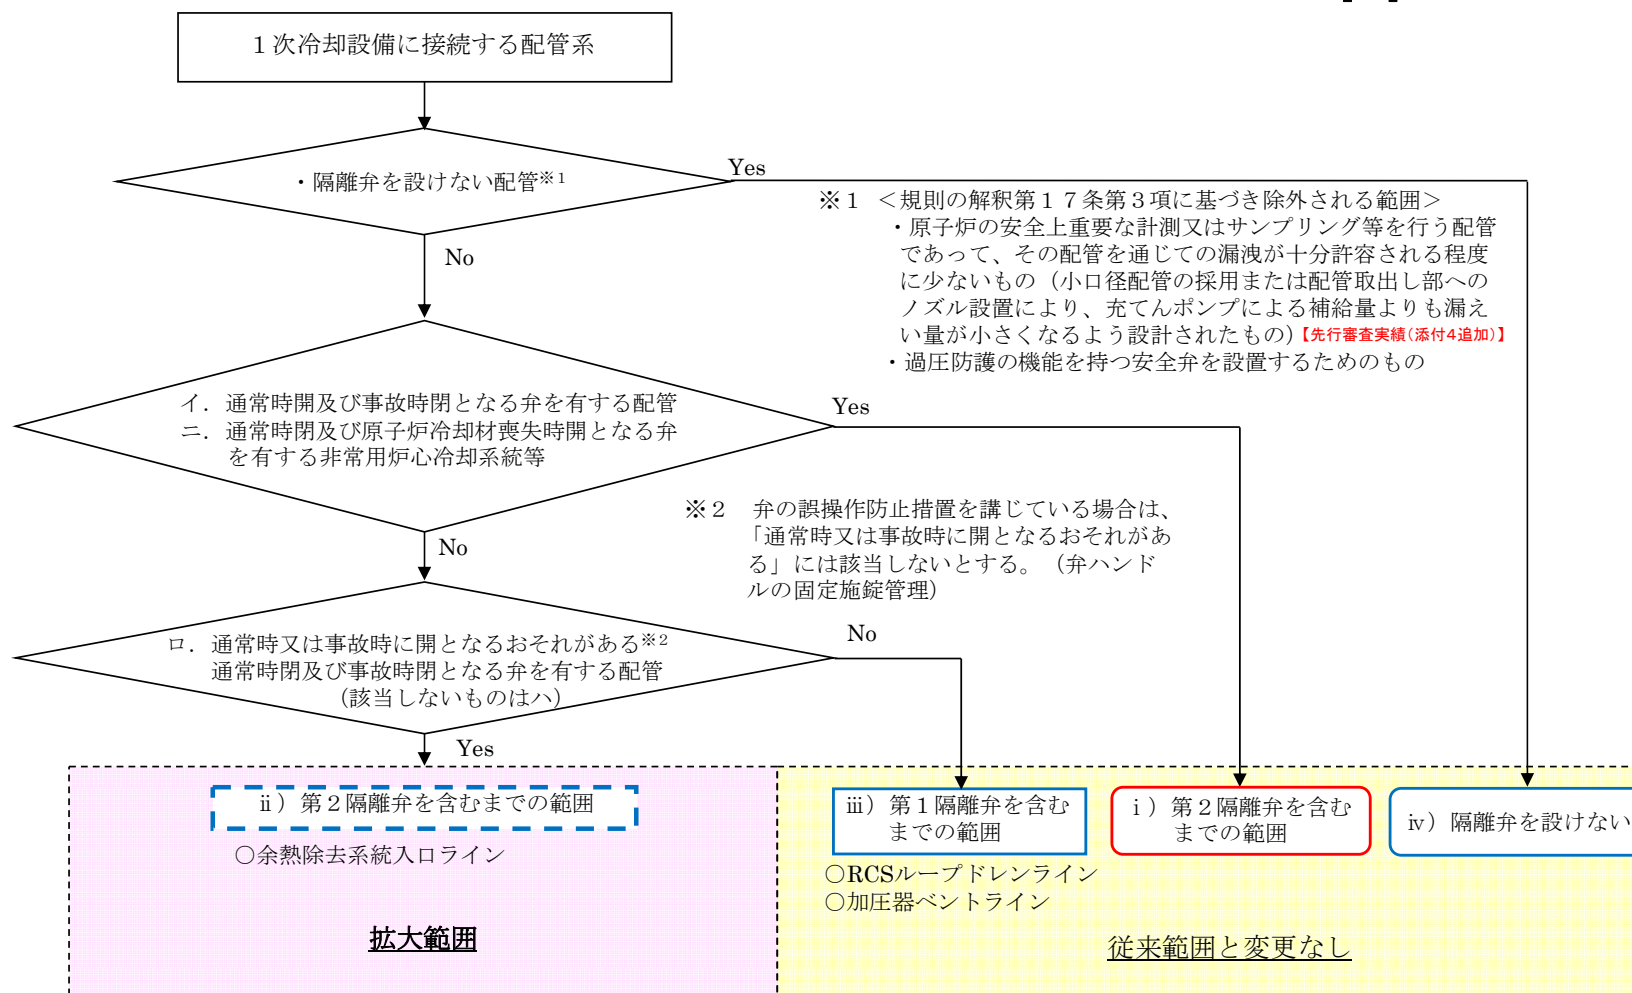 １次冷却設備に接続する配管系
・隔離弁を設けない配管※1
Yes
No
※１ ＜規則の解釈第１７条第３項に基づき除外される範囲＞
・原子炉の安全上重要な計測又はサンプリング等を行う配管
であって、その配管を通じての漏洩が十分許容される程度
に少ないもの（小口径配管の採用または配管取出し部への
ノズル設置により、充てんポンプによる補給量よりも漏え
い量が小さくなるよう設計されたもの）【先行審査実績（添付4追加）】
・過圧防護の機能を持つ安全弁を設置するためのもの
イ．通常時開及び事故時閉となる弁を有する配管
ニ．通常時閉及び原子炉冷却材喪失時開となる弁
を有する非常用炉心冷却系統等
Yes
No
※２ 弁の誤操作防止措置を講じている場合は、
「通常時又は事故時に開となるおそれがあ
る」には該当しないとする。（弁ハンド
ルの固定施錠管理）
ロ．通常時又は事故時に開となるおそれがある※2
通常時閉及び事故時閉となる弁を有する配管
（該当しないものはハ）
No
Yes
ⅱ）第２隔離弁を含むまでの範囲
○余熱除去系統入口ライン
拡大範囲
ⅲ）第１隔離弁を含む
までの範囲
○RCSループドレンライン
○加圧器ベントライン
ⅰ）第２隔離弁を含む
までの範囲
ⅳ）隔離弁を設けない
従来範囲と変更なし